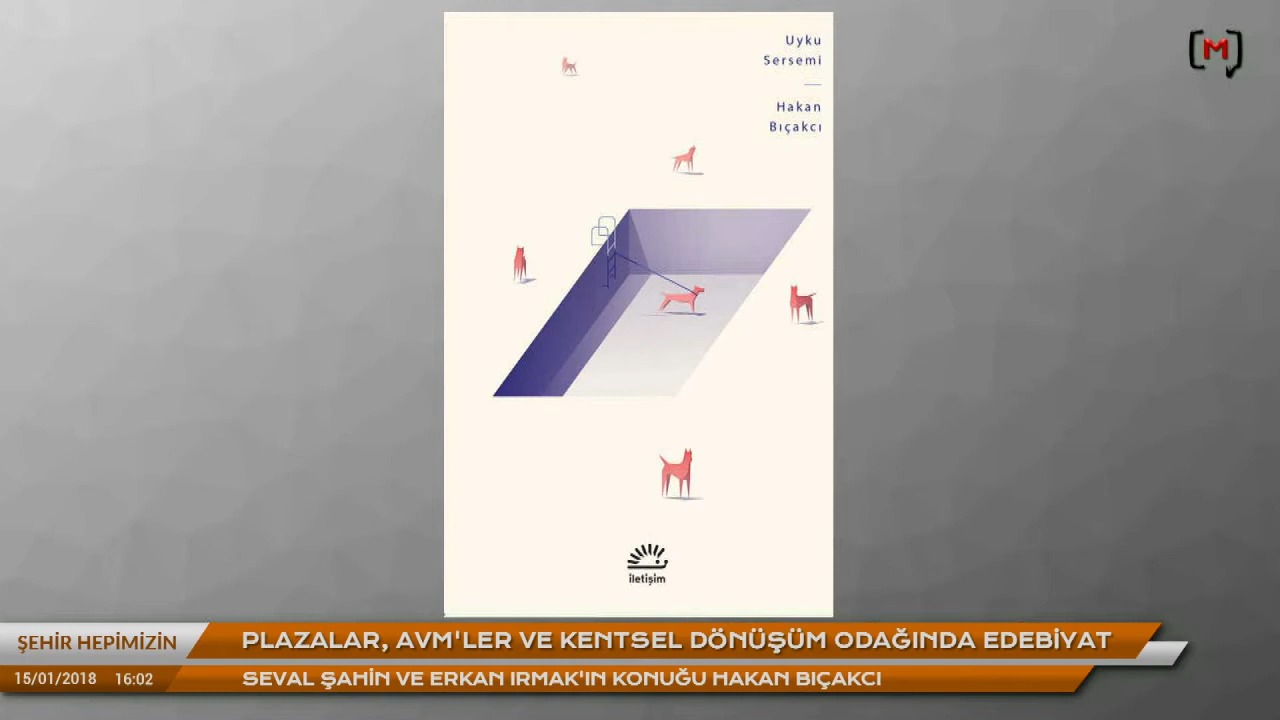 Uyku
Sersemi
Hakan
Bıçakcı
M
iletişim
ŞEHİR HEPİMİZİN
PLAZALAR, AVM'LER VE KENTSEL DÖNÜŞÜM ODAĞINDA EDEBİYAT
15/01/2018 16:02
SEVAL ŞAHİN VE ERKAN IRMAK'IN KONUĞU HAKAN BIÇAKCI